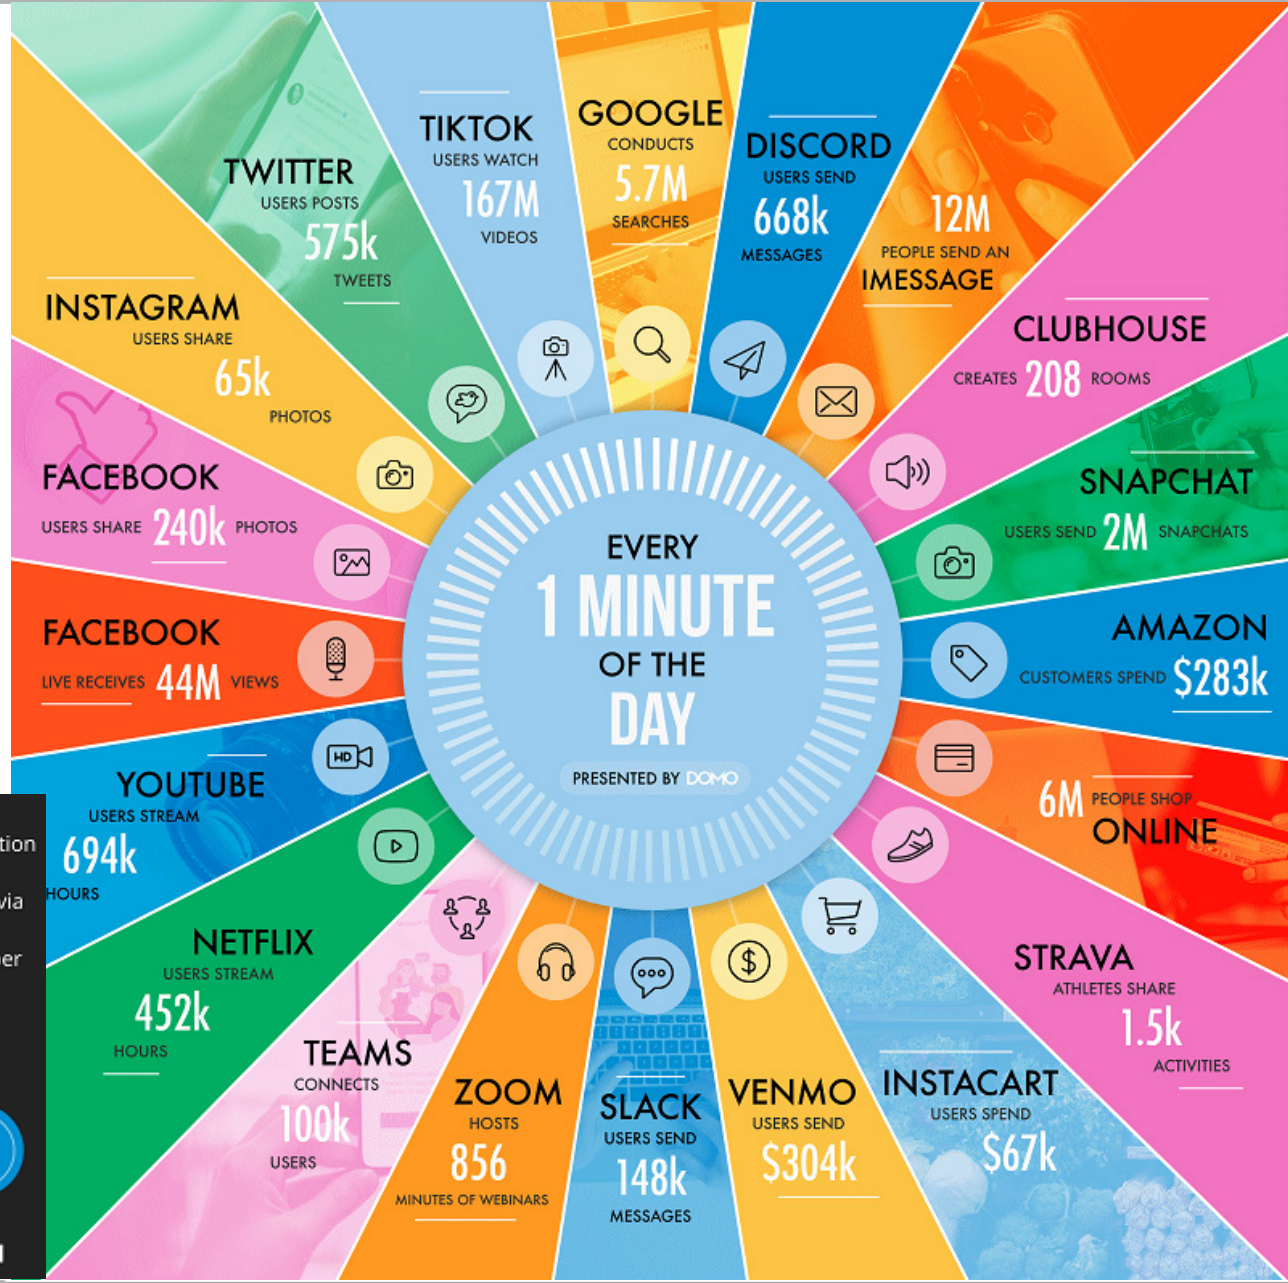 GOOGLE
CONDUCTS
5.7M
SEARCHES
DISCORD
USERS SEND
668k
MESSAGES
12M
PEOPLE SEND AN
IMESSAGE
CLUBHOUSE
CREATES 208 ROOMS
SNAPCHAT
USERS SEND 2M SNAPCHATS
AMAZON
CUSTOMERS SPEND $283k
6M PEOPLE SHOP
ONLINE
STRAVA
ATHLETES SHARE
1.5k
ACTIVITIES
INSTACART
USERS SPEND
$67k
VENMO
USERS SEND
$304k
SLACK
USERS SEND
148k
MESSAGES
ZOOM
HOSTS
856
MINUTES OF WEBINARS
TEAMS
CONNECTS
100k
USERS
NETFLIX
USERS STREAM
452k
HOURS
YOUTUBE
USERS STREAM
694k
HOURS
FACEBOOK
LIVE RECEIVES 44M VIEWS
FACEBOOK
USERS SHARE 240k PHOTOS
INSTAGRAM
USERS SHARE
65k
PHOTOS
TWITTER
USERS POSTS
575k
TWEETS
TIKTOK
USERS WATCH
167M
VIDEOS
EVERY
1 MINUTE
OF THE
DAY
PRESENTED BY DOMO
HD
via